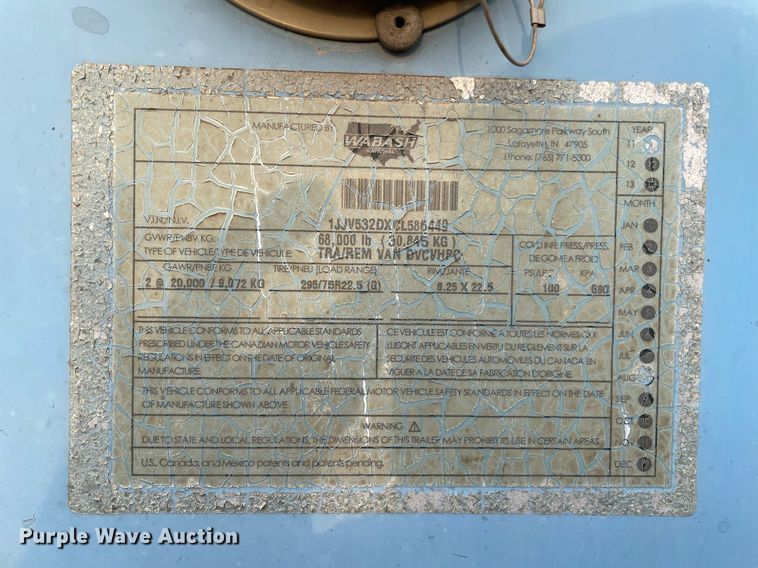 MANUFACTURED BY
WABASH
NATIONAL
1000 Sagamore Parkway South
Lafayette, IN 47905
Phone: (765) 771-5300
YEAR
11
12
13
V.I.N./N.I.V.
1JJV532DXCL586449
GVWR/PNBV KG:
68,000 lb (30,845 KG)
TYPE OF VEHICLE/TYPE DE VEHICULE:
TRA/REM VAN DVCVHPC
GAWR/PNBE KG
TIRE/PNEU (LOAD RANGE)
RIM/JANTE
COLD INFL. PRESS./PRESS.
DE GONF. A FROID
PSI/LPC
KPA
2 @ 20,000 / 9,072 KG
295/75R22.5 (G)
8.25 X 22.5
100
690
MONTH
JAN
FEB
MAR
APR
MAY
JUN
JUL
AUG
SEP
OCT
NOV
DEC
THIS VEHICLE CONFORMS TO ALL APPLICABLE STANDARDS
PRESCRIBED UNDER THE CANADIAN MOTOR VEHICLE SAFETY
REGULATIONS IN EFFECT ON THE DATE OF ORIGINAL
MANUFACTURE.
CE VEHICULE EST CONFORME A TOUTES LES NORMES QUI
LUI SONT APPLICABLES EN VERTU DU REGLEMENT SUR LA
SECURITE DES VEHICULES AUTOMOBILES DU CANADA EN
VIGUER A LA DATE DE SA FABRICATION D'ORIGINE.
THIS VEHICLE CONFORMS TO ALL APPLICABLE FEDERAL MOTOR VEHICLE SAFETY STANDARDS IN EFFECT ON THE DATE
OF MANUFACTURE SHOWN ABOVE.
WARNING
DUE TO STATE AND LOCAL REGULATIONS, THE DIMENSIONS OF THIS TRAILER MAY PROHIBIT ITS USE IN CERTAIN AREAS.
U.S., Canada, and Mexico patents and patents pending.
Purple Wave Auction